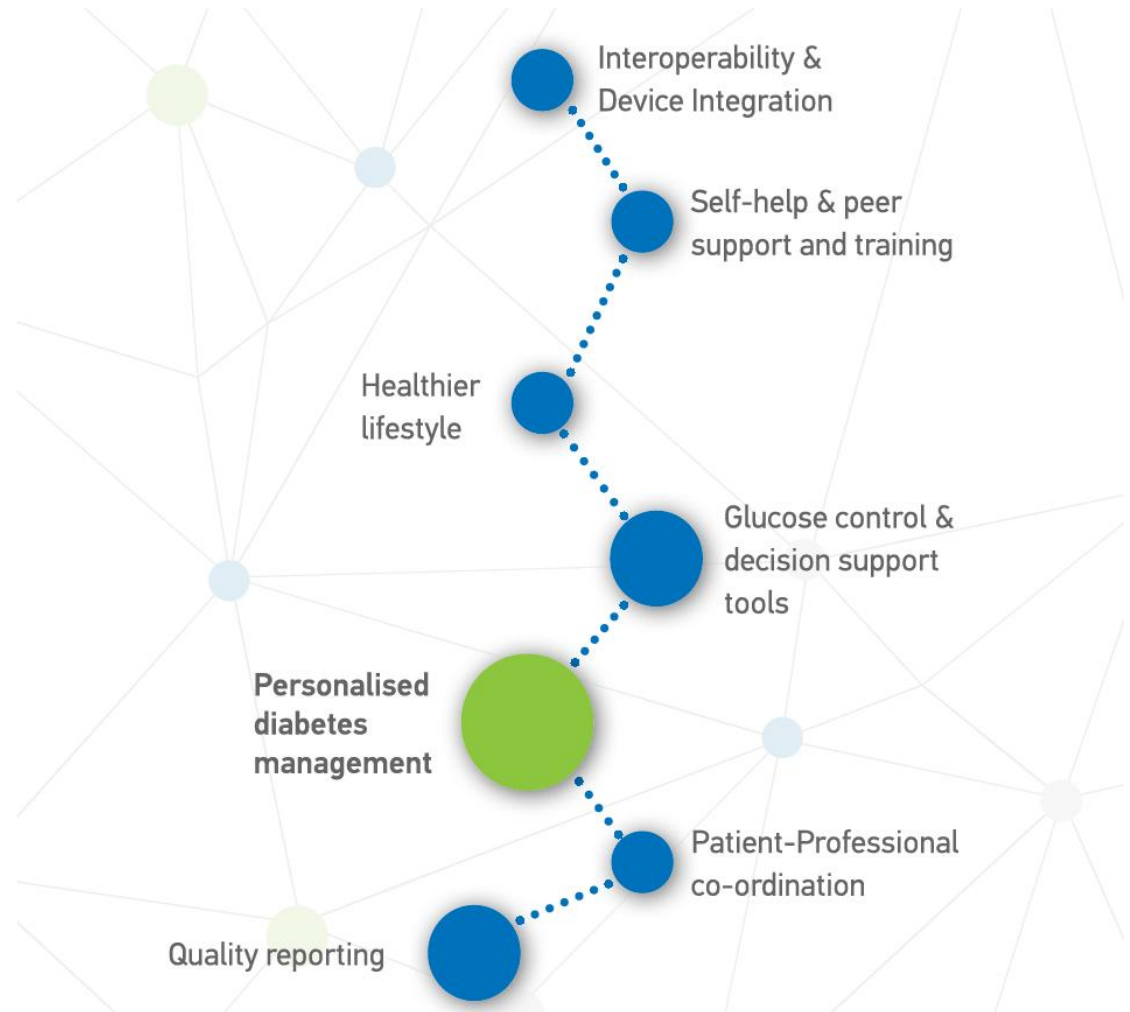 Interoperability &
Device Integration
Self-help & peer
support and training
Healthier
lifestyle
Glucose control &
decision support
tools
Personalised
diabetes
management
Patient-Professional
co-ordination
Quality reporting